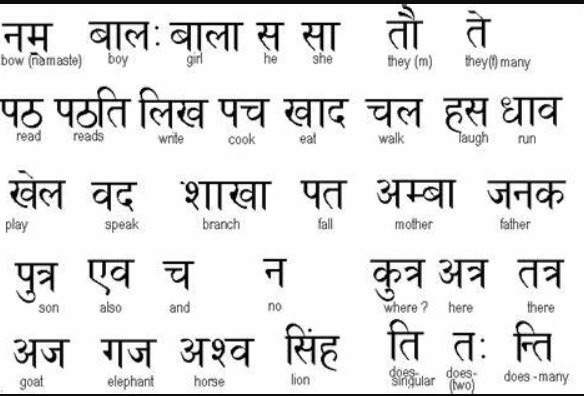 नम बालः बाला स सा तौ ते
bow (namaste) boy girl he she they (m) they(f) many
पठ पठति लिख पच खाद चल हस धाव
read reads write cook eat walk laugh run
खेल वद शाखा पत अम्बा जनक
play speak branch fall mother father
पुत्र एव च न कुत्र अत्र तत्र
son also and no where ? here there
अज गज अश्व सिंह ति तः न्ति
goat elephant horse lion does-singular does-(two) does -many